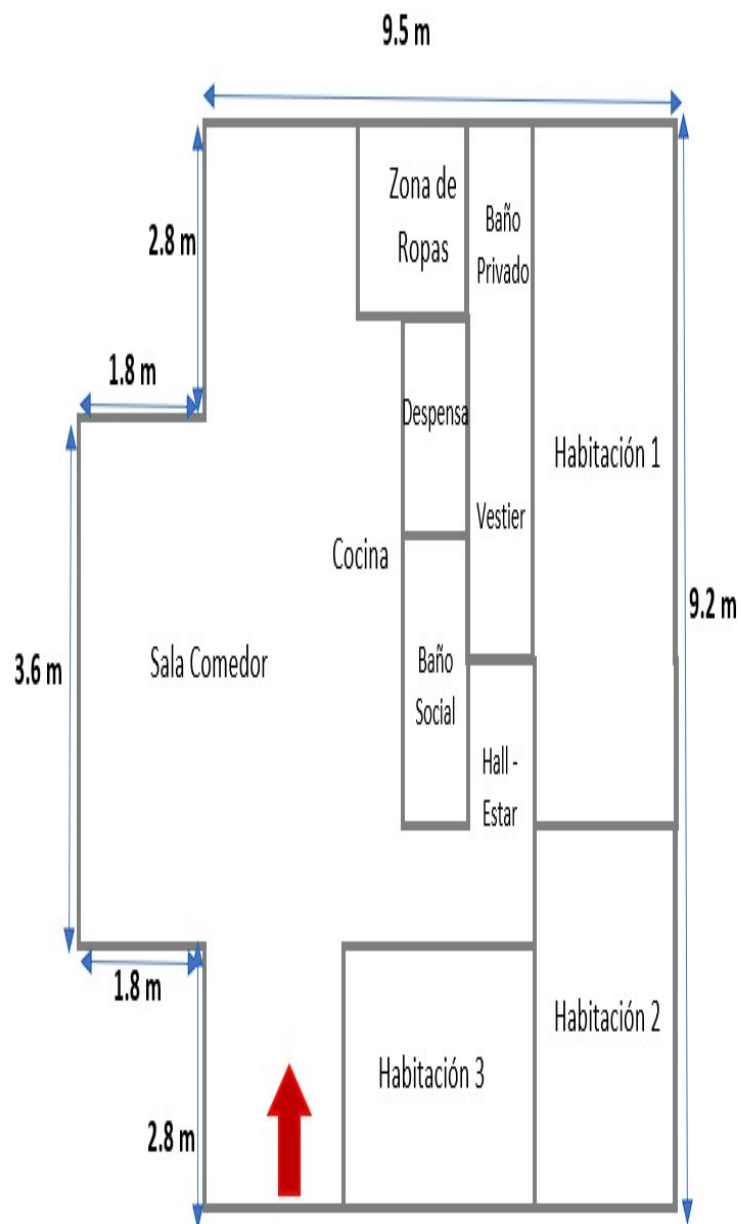 9.5 m
Zona de
Ropas
Baño
Privado
2.8 m
1.8 m
Despensa
Habitación 1
Vestier
Cocina
9.2 m
3.6 m
Sala Comedor
Baño
Social
Hall -
Estar
1.8 m
Habitación 2
Habitación 3
2.8 m